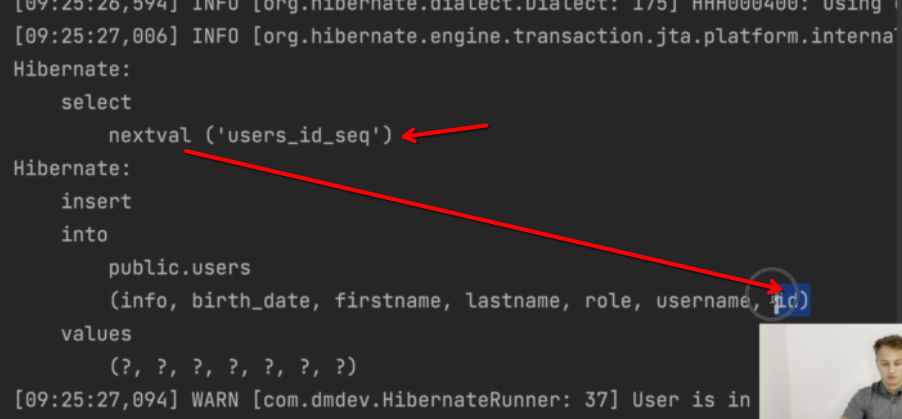 [09:25:26,594] INFO [org.hibernate.dialect.Dialect: 175] HHH000400: Using
[09:25:27,006] INFO [org.hibernate.engine.transaction.jta.platform.interna
Hibernate:
select
nextval ('users_id_seq')
Hibernate:
insert
into
public.users
(info, birth_date, firstname, lastname, role, username, id)
values
(?, ?, ?, ?, ?, ?, ?)
[09:25:27,094] WARN [com.dmdev.HibernateRunner: 37] User is in